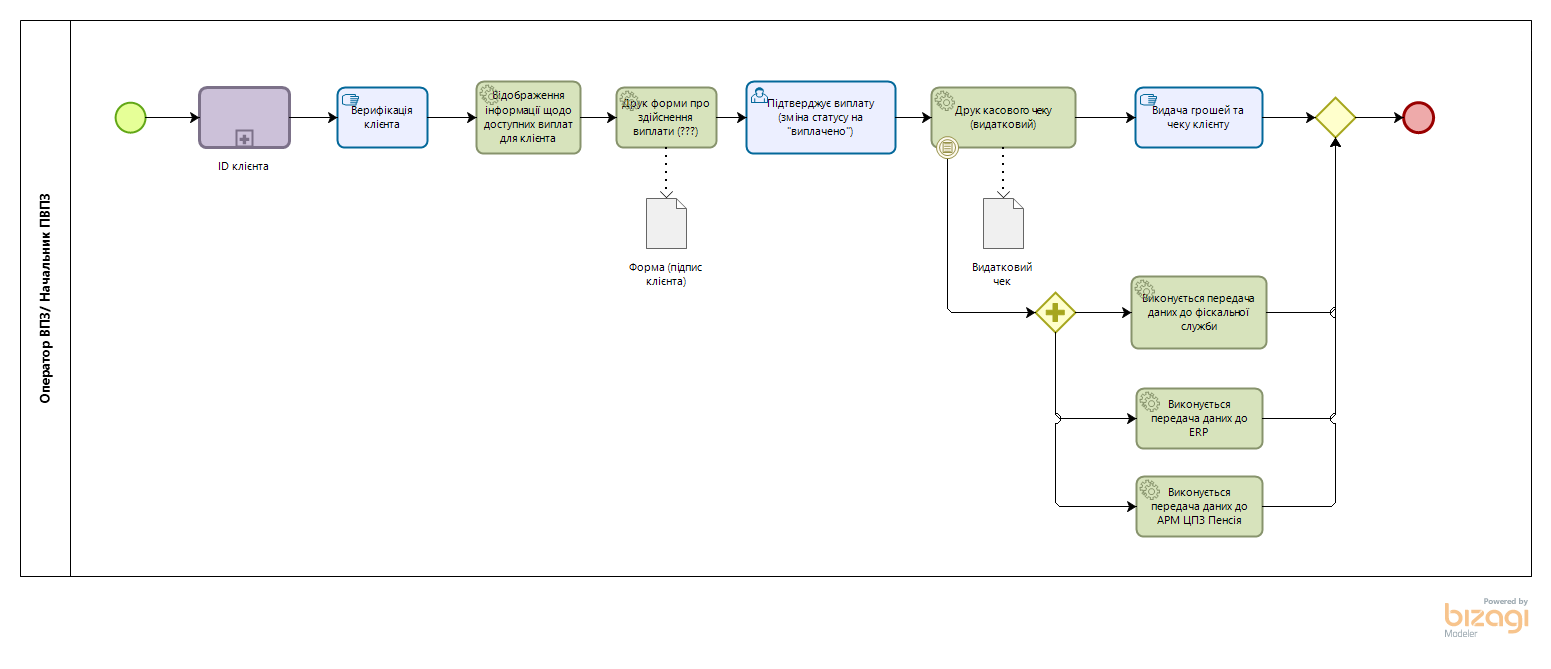 Оператор ВПЗ/ Начальник ПВПЗ
ID клієнта
Верифікація
клієнта
Відображення
інформації щодо
доступних виплат
для клієнта
Друк форми про
здійснення
виплати (???)
Підтверджує виплату
(зміна статусу на
"виплачено")
Друк касового чеку
(видатковий)
Видача грошей та
чеку клієнту
Форма (підпис
клієнта)
Видатковий
чек
Виконується передача
даних до фіскальної
служби
Виконується
передача даних до
ERP
Виконується
передача даних до
АРМ ЦПЗ Пенсія
Powered by
bizagi
Modeler